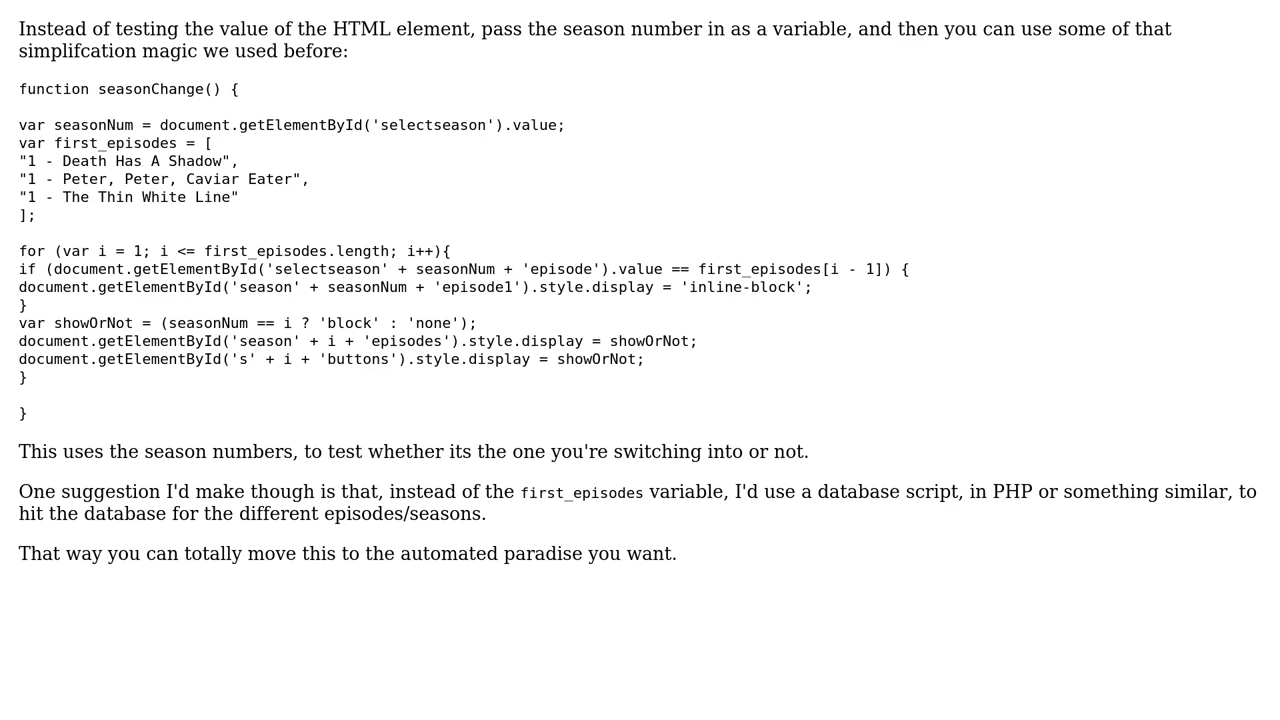 Instead of testing the value of the HTML element, pass the season number in as a variable, and then you can use some of that
simplifcation magic we used before:
function seasonChange() {
var seasonNum = document.getElementById('selectseason').value;
var first_episodes = [
"1 - Death Has A Shadow",
"1 - Peter, Peter, Caviar Eater",
"1 - The Thin White Line"
];
for (var i = 1; i <= first_episodes.length; i++){
if (document.getElementById('selectseason' + seasonNum + 'episode').value == first_episodes[i - 1]) {
document.getElementById('season' + seasonNum + 'episode1').style.display = 'inline-block';
}
var showOrNot = (seasonNum == i ? 'block' : 'none');
document.getElementById('season' + i + 'episodes').style.display = showOrNot;
document.getElementById('s' + i + 'buttons').style.display = showOrNot;
}
}
This uses the season numbers, to test whether its the one you're switching into or not.
One suggestion I'd make though is that, instead of the first_episodes variable, I'd use a database script, in PHP or something similar, to
hit the database for the different episodes/seasons.
That way you can totally move this to the automated paradise you want.